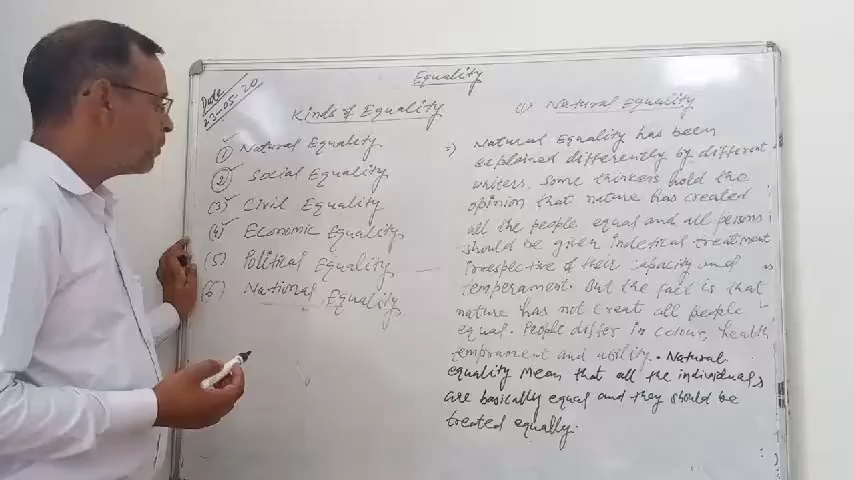 Equality
Date
23-05-20
Kinds of Equality
(1) Natural Equality
(2) Social Equality
(3) Civil Equality
(4) Economic Equality
(5) Political Equality
(6) National Equality
(1) Natural Equality
Natural Equality has been
explained differently by different
writers. Some thinkers hold the
opinion that nature has created
all the people equal and all persons
should be given indetical treatment
irrespective of their capacity and
temperament. But the fact is that
nature has not creat all people
equal. People differ in colour, health
temprament and ability. Natural
equality mean that all the individuals
are basically equal and they should be
treated equally.